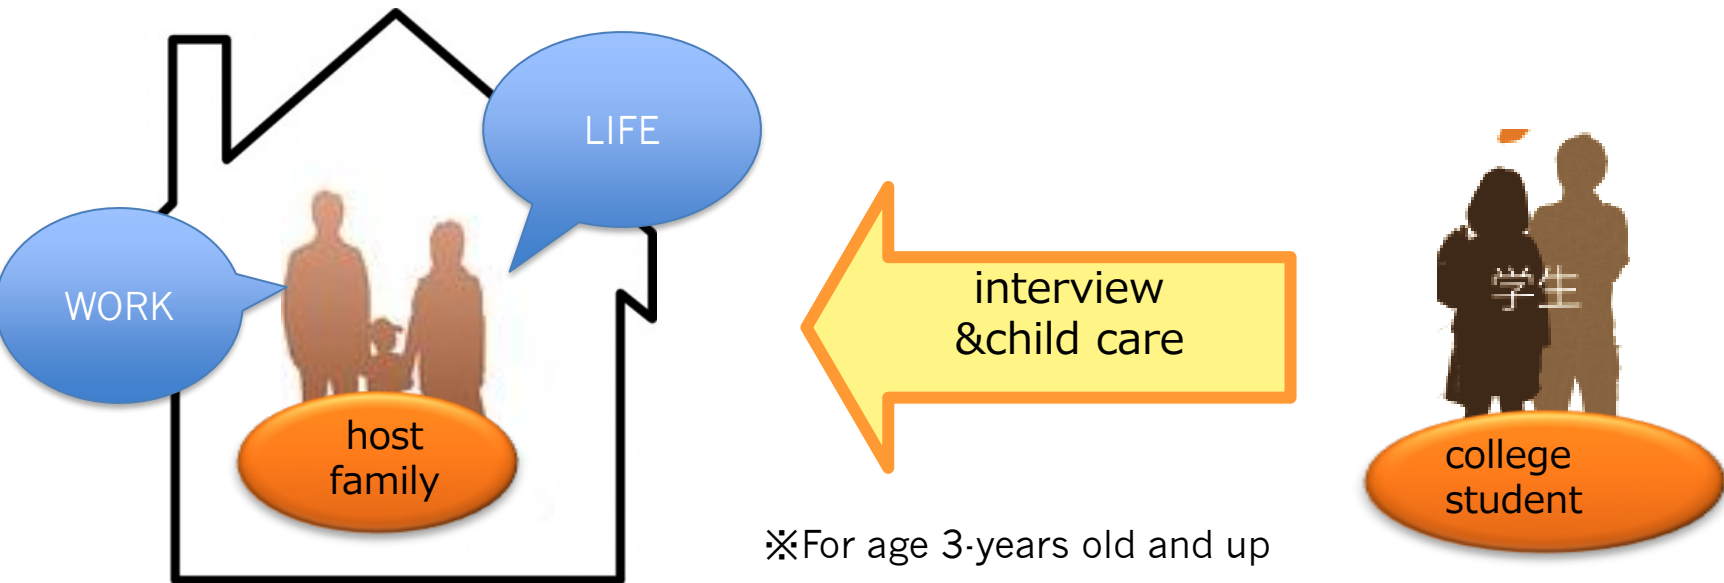 LIFE
WORK
host
family
interview
&child care
学生
college
student
※For age 3-years old and up